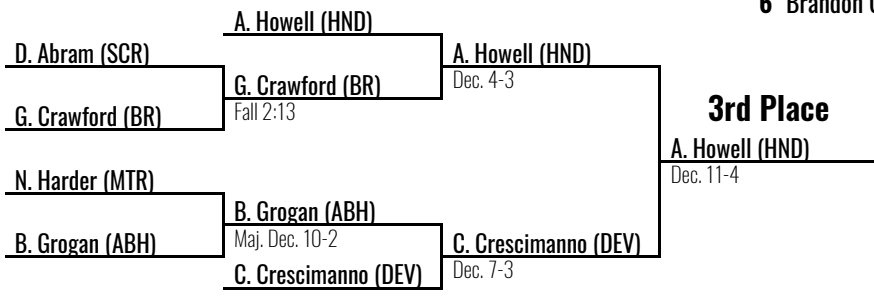 6 Brandon
A. Howell (HND)
D. Abram (SCR)
A. Howell (HND)
G. Crawford (BR)
Dec. 4-3
G. Crawford (BR)
Fall 2:13
3rd Place
A. Howell (HND)
Dec. 11-4
N. Harder (MTR)
B. Grogan (ABH)
B. Grogan (ABH)
Maj. Dec. 10-2
C. Crescimanno (DEV)
C. Crescimanno (DEV)
Dec. 7-3